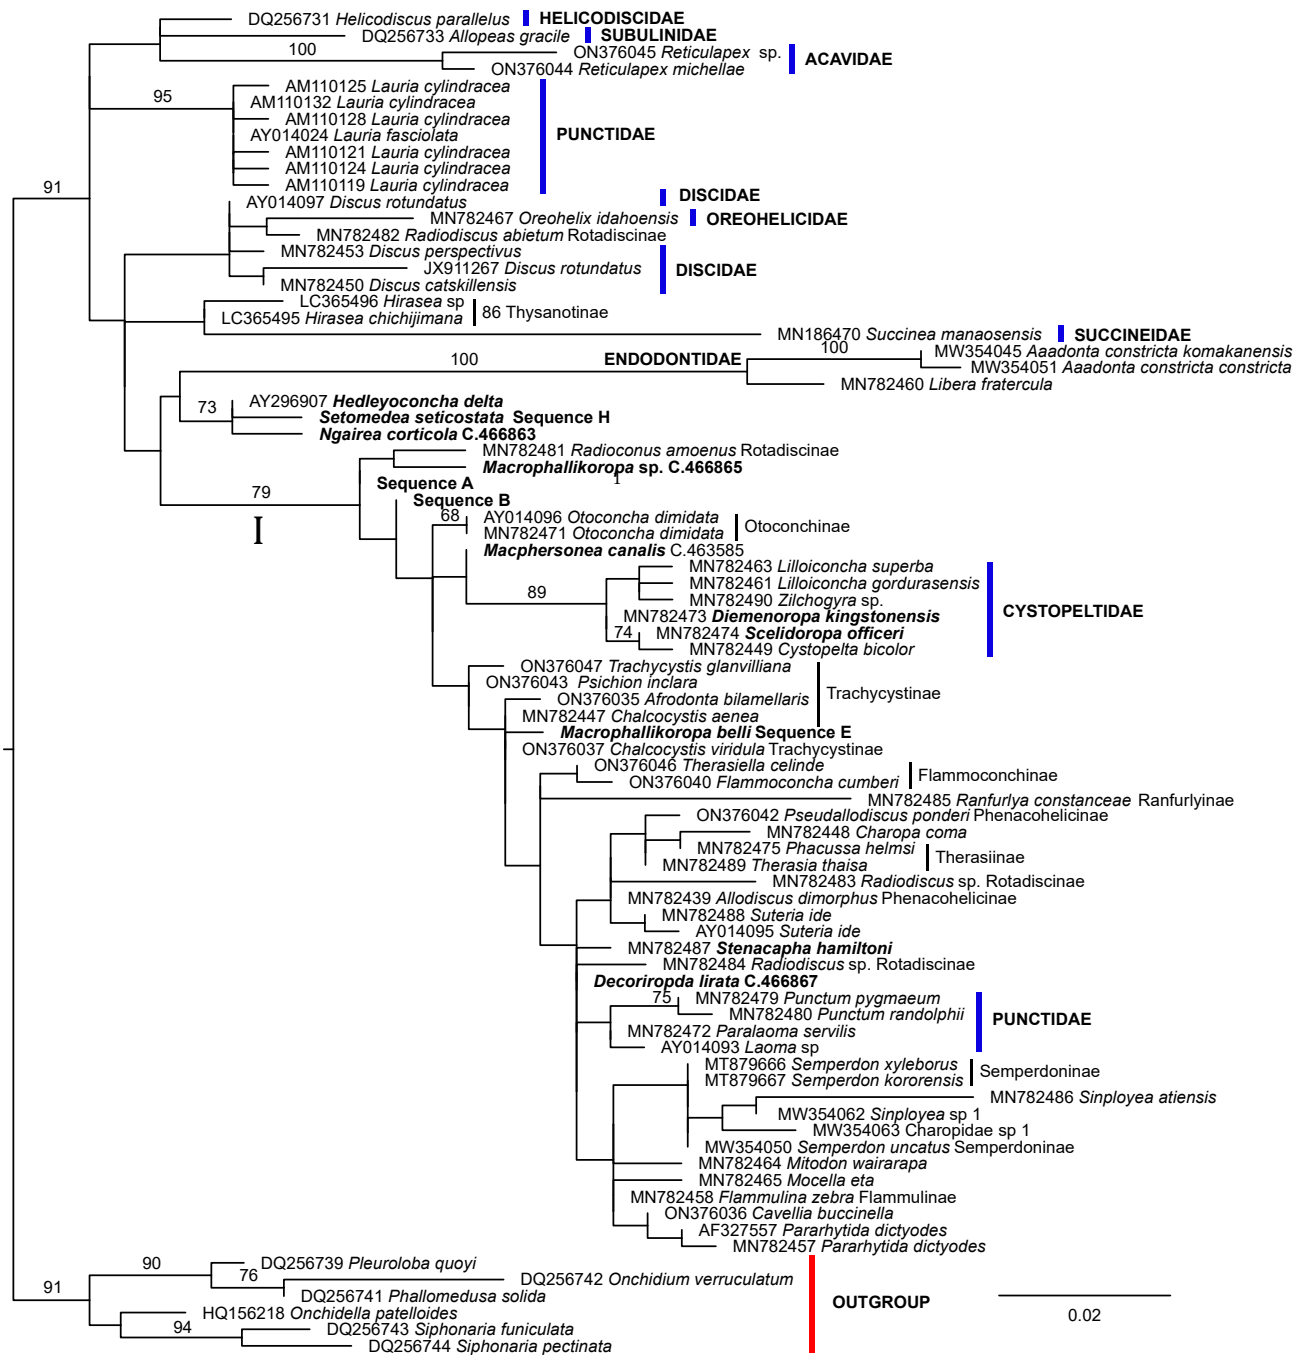 DQ256731 Helicodiscus parallelus HELICODISCIDAE
DQ256733 Allopeas gracile SUBULINIDAE
100 ON376045 Reticulapex sp. ACAVIDAE
ON376044 Reticulapex michellae
AM110125 Lauria cylindracea
95 AM110132 Lauria cylindracea
AM110128 Lauria cylindracea
AY014024 Lauria fasciolata PUNCTIDAE
AM110121 Lauria cylindracea
AM110124 Lauria cylindracea
91 AM110119 Lauria cylindracea
AY014097 Discus rotundatus DISCIDAE
MN782467 Oreohelix idahoensis OREOHELICIDAE
MN782482 Radiodiscus abietum Rotadiscinae
MN782453 Discus perspectivus
JX911267 Discus rotundatus DISCIDAE
MN782450 Discus catskillensis
LC365496 Hirasea sp 86 Thysanotinae
LC365495 Hirasea chichijimana
MN186470 Succinea manaosensis SUCCINEIDAE
100 ENDODONTIDAE 100 MW354045 Aaadonta constricta komakanensis
MW354051 Aaadonta constricta constricta
MN782460 Libera fratercula
73 AY296907 Hedleyoconcha delta
Setomedea seticostata Sequence H
Ngairea corticola C.466863
MN782481 Radioconus amoenus Rotadiscinae
Macrophallikoropa sp. C.466865
1
79 Sequence A
I Sequence B
68 AY014096 Otoconcha dimidata Otoconchinae
MN782471 Otoconcha dimidata
Macphersonea canalis C.463585
MN782463 Lilloiconcha superba
89 MN782461 Lilloiconcha gordurasensis
MN782490 Zilchogyra sp.
MN782473 Diemenoropa kingstonensis CYSTOPELTIDAE
74 MN782474 Scelidoropa officeri
MN782449 Cystopelta bicolor
ON376047 Trachycystis glanvilliana
ON376043 Psichion inclara
ON376035 Afrodonta bilamellaris Trachycystinae
MN782447 Chalcocystis aenea
Macrophallikoropa belli Sequence E
ON376037 Chalcocystis viridula Trachycystinae
ON376046 Therasiella celinde Flammoconchinae
ON376040 Flammoconcha cumberi
MN782485 Ranfurlya constanceae Ranfurlyinae
ON376042 Pseudallodiscus ponderi Phenacohelicinae
MN782448 Charopa coma
MN782475 Phacussa helmsi Therasiinae
MN782489 Therasia thaisa
MN782483 Radiodiscus sp. Rotadiscinae
MN782439 Allodiscus dimorphus Phenacohelicinae
MN782488 Suteria ide
AY014095 Suteria ide
MN782487 Stenacapha hamiltoni
MN782484 Radiodiscus sp. Rotadiscinae
Decoriropda lirata C.466867
75 MN782479 Punctum pygmaeum
MN782480 Punctum randolphii PUNCTIDAE
MN782472 Paralaoma servilis
AY014093 Laoma sp
MT879666 Semperdon xyleborus Semperdoninae
MT879667 Semperdon kororensis
MN782486 Sinployea atiensis
MW354062 Sinployea sp 1
MW354063 Charopidae sp 1
MW354050 Semperdon uncatus Semperdoninae
MN782464 Mitodon wairarapa
MN782465 Mocella eta
MN782458 Flammulina zebra Flammulinae
ON376036 Cavellia buccinella
AF327557 Pararhytida dictyodes
MN782457 Pararhytida dictyodes
90 DQ256739 Pleuroloba quoyi
76 DQ256742 Onchidium verruculatum
91 DQ256741 Phallomedusa solida OUTGROUP
HQ156218 Onchidella patelloides
94 DQ256743 Siphonaria funiculata
DQ256744 Siphonaria pectinata
0.02